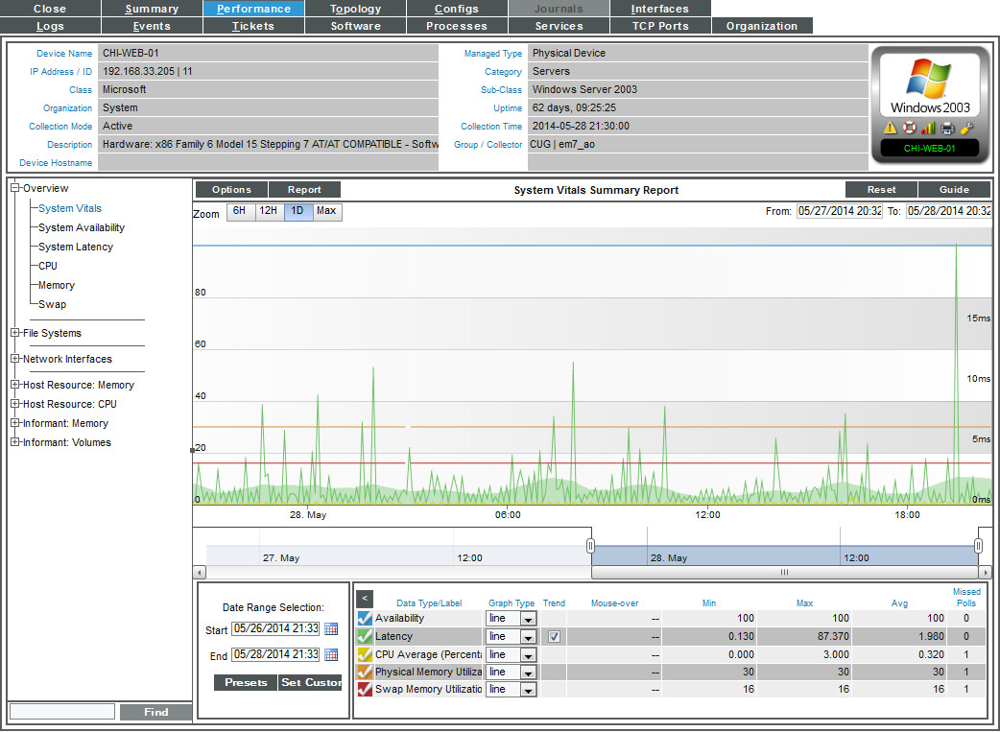 Close Summary Performance Topology Configs Journals Interfaces
Logs Events Tickets Software Processes Services TCP Ports Organization
Device Name CHI-WEB-01 Managed Type Physical Device
IP Address / ID 192.168.33.205 | 11 Category Servers
Class Microsoft Sub-Class Windows Server 2003
Organization System Uptime 62 days, 09:25:25
Collection Mode Active Collection Time 2014-05-28 21:30:00
Description Hardware: x86 Family 6 Model 15 Stepping 7 AT/AT COMPATIBLE - Softw Group / Collector CUG | em7_ao
Device Hostname
Windows 2003
CHI-WEB-01
Overview
System Vitals
System Availability
System Latency
CPU
Memory
Swap
File Systems
Network Interfaces
Host Resource: Memory
Host Resource: CPU
Informant: Memory
Informant: Volumes
Find
Options Report System Vitals Summary Report Reset Guide
Zoom 6H 12H 1D Max From: 05/27/2014 20:32 To: 05/28/2014 20:32
80
15ms
60
10ms
40
5ms
20
0 0ms
28. May 06:00 12:00 18:00
27. May 12:00 28. May 12:00
Date Range Selection:
Start 05/26/2014 21:33
End 05/28/2014 21:33
Presets Set Custor
< Data Type/Label Graph Type Trend Mouse-over Min Max Avg Missed Polls
Availability line -- 100 100 100 0
Latency line -- 0.130 87.370 1.980 0
CPU Average (Percenta line -- 0.000 3.000 0.320 1
Physical Memory Utiliza line -- 30 30 30 1
Swap Memory Utilizatio line -- 16 16 16 1